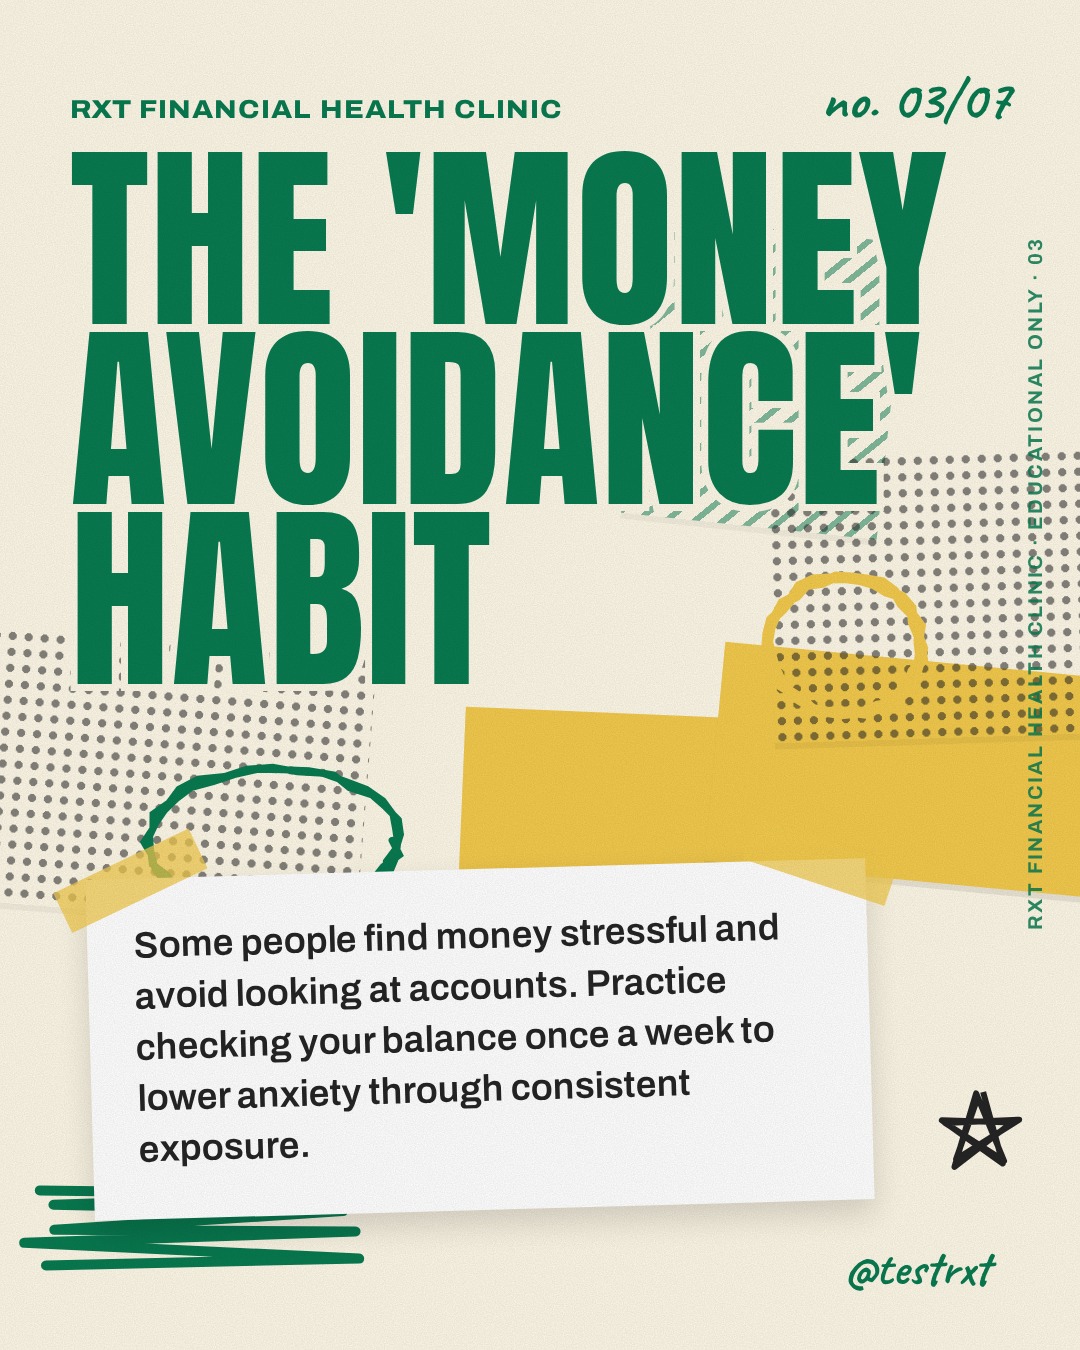 RXT FINANCIAL HEALTH CLINIC
no. 03/07
THE 'MONEY
AVOIDANCE'
HABIT
RXT FINANCIAL HEALTH CLINIC · EDUCATIONAL ONLY · 03
Some people find money stressful and
avoid looking at accounts. Practice
checking your balance once a week to
lower anxiety through consistent
exposure.
@testrxt